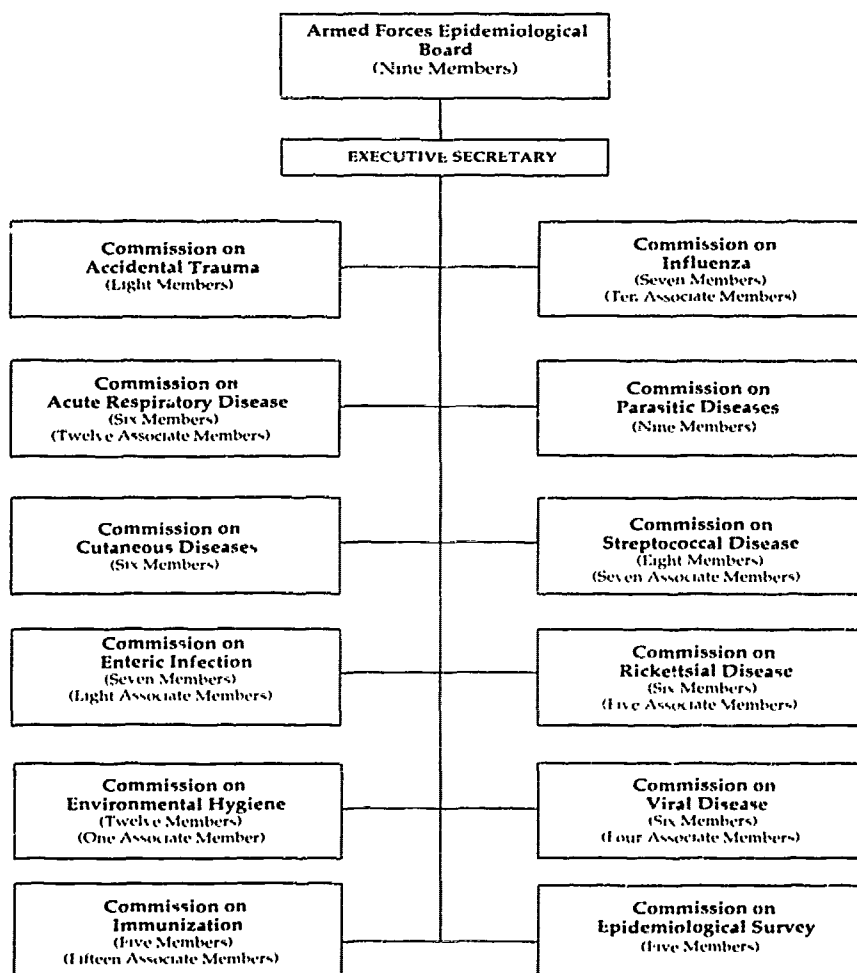 Armed Forces Epidemiological
Board
(Nine Members)
EXECUTIVE SECRETARY
Commission on
Accidental Trauma
(Eight Members)
Commission on
Influenza
(Seven Members)
(Ten Associate Members)
Commission on
Acute Respiratory Disease
(Six Members)
(Twelve Associate Members)
Commission on
Parasitic Diseases
(Nine Members)
Commission on
Cutaneous Diseases
(Six Members)
Commission on
Streptococcal Disease
(Eight Members)
(Seven Associate Members)
Commission on
Enteric Infection
(Seven Members)
(Eight Associate Members)
Commission on
Rickettsial Disease
(Six Members)
(Five Associate Members)
Commission on
Environmental Hygiene
(Twelve Members)
(One Associate Member)
Commission on
Viral Disease
(Six Members)
(Four Associate Members)
Commission on
Immunization
(Five Members)
(Fifteen Associate Members)
Commission on
Epidemiological Survey
(Five Members)